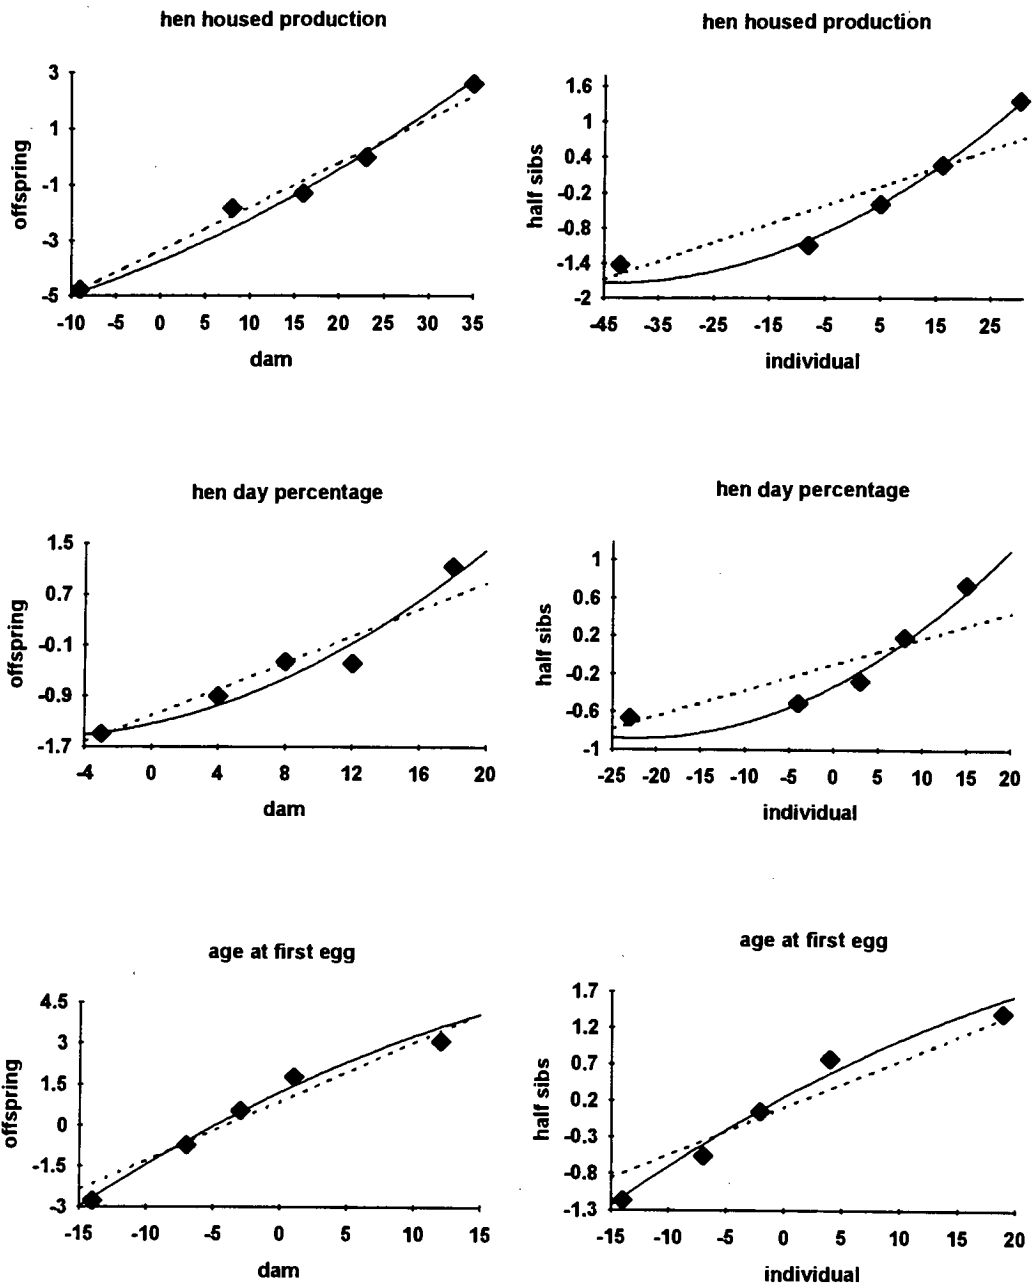 hen housed production
3
1
-1
-3
-5
offspring
-10 -5 0 5 10 15 20 25 30 35
dam
hen housed production
1.6
1
0.4
-0.2
-0.8
-1.4
-2
half sibs
-45 -35 -25 -15 -5 5 15 25
individual
hen day percentage
1.5
0.7
-0.1
-0.9
-1.7
offspring
-4 0 4 8 12 16 20
dam
hen day percentage
1
0.6
0.2
-0.2
-0.6
-1
half sibs
-25 -20 -15 -10 -5 0 5 10 15 20
individual
age at first egg
4.5
3
1.5
0
-1.5
-3
offspring
-15 -10 -5 0 5 10 15
dam
age at first egg
1.7
1.2
0.7
0.2
-0.3
-0.8
-1.3
half sibs
-15 -10 -5 0 5 10 15 20
individual